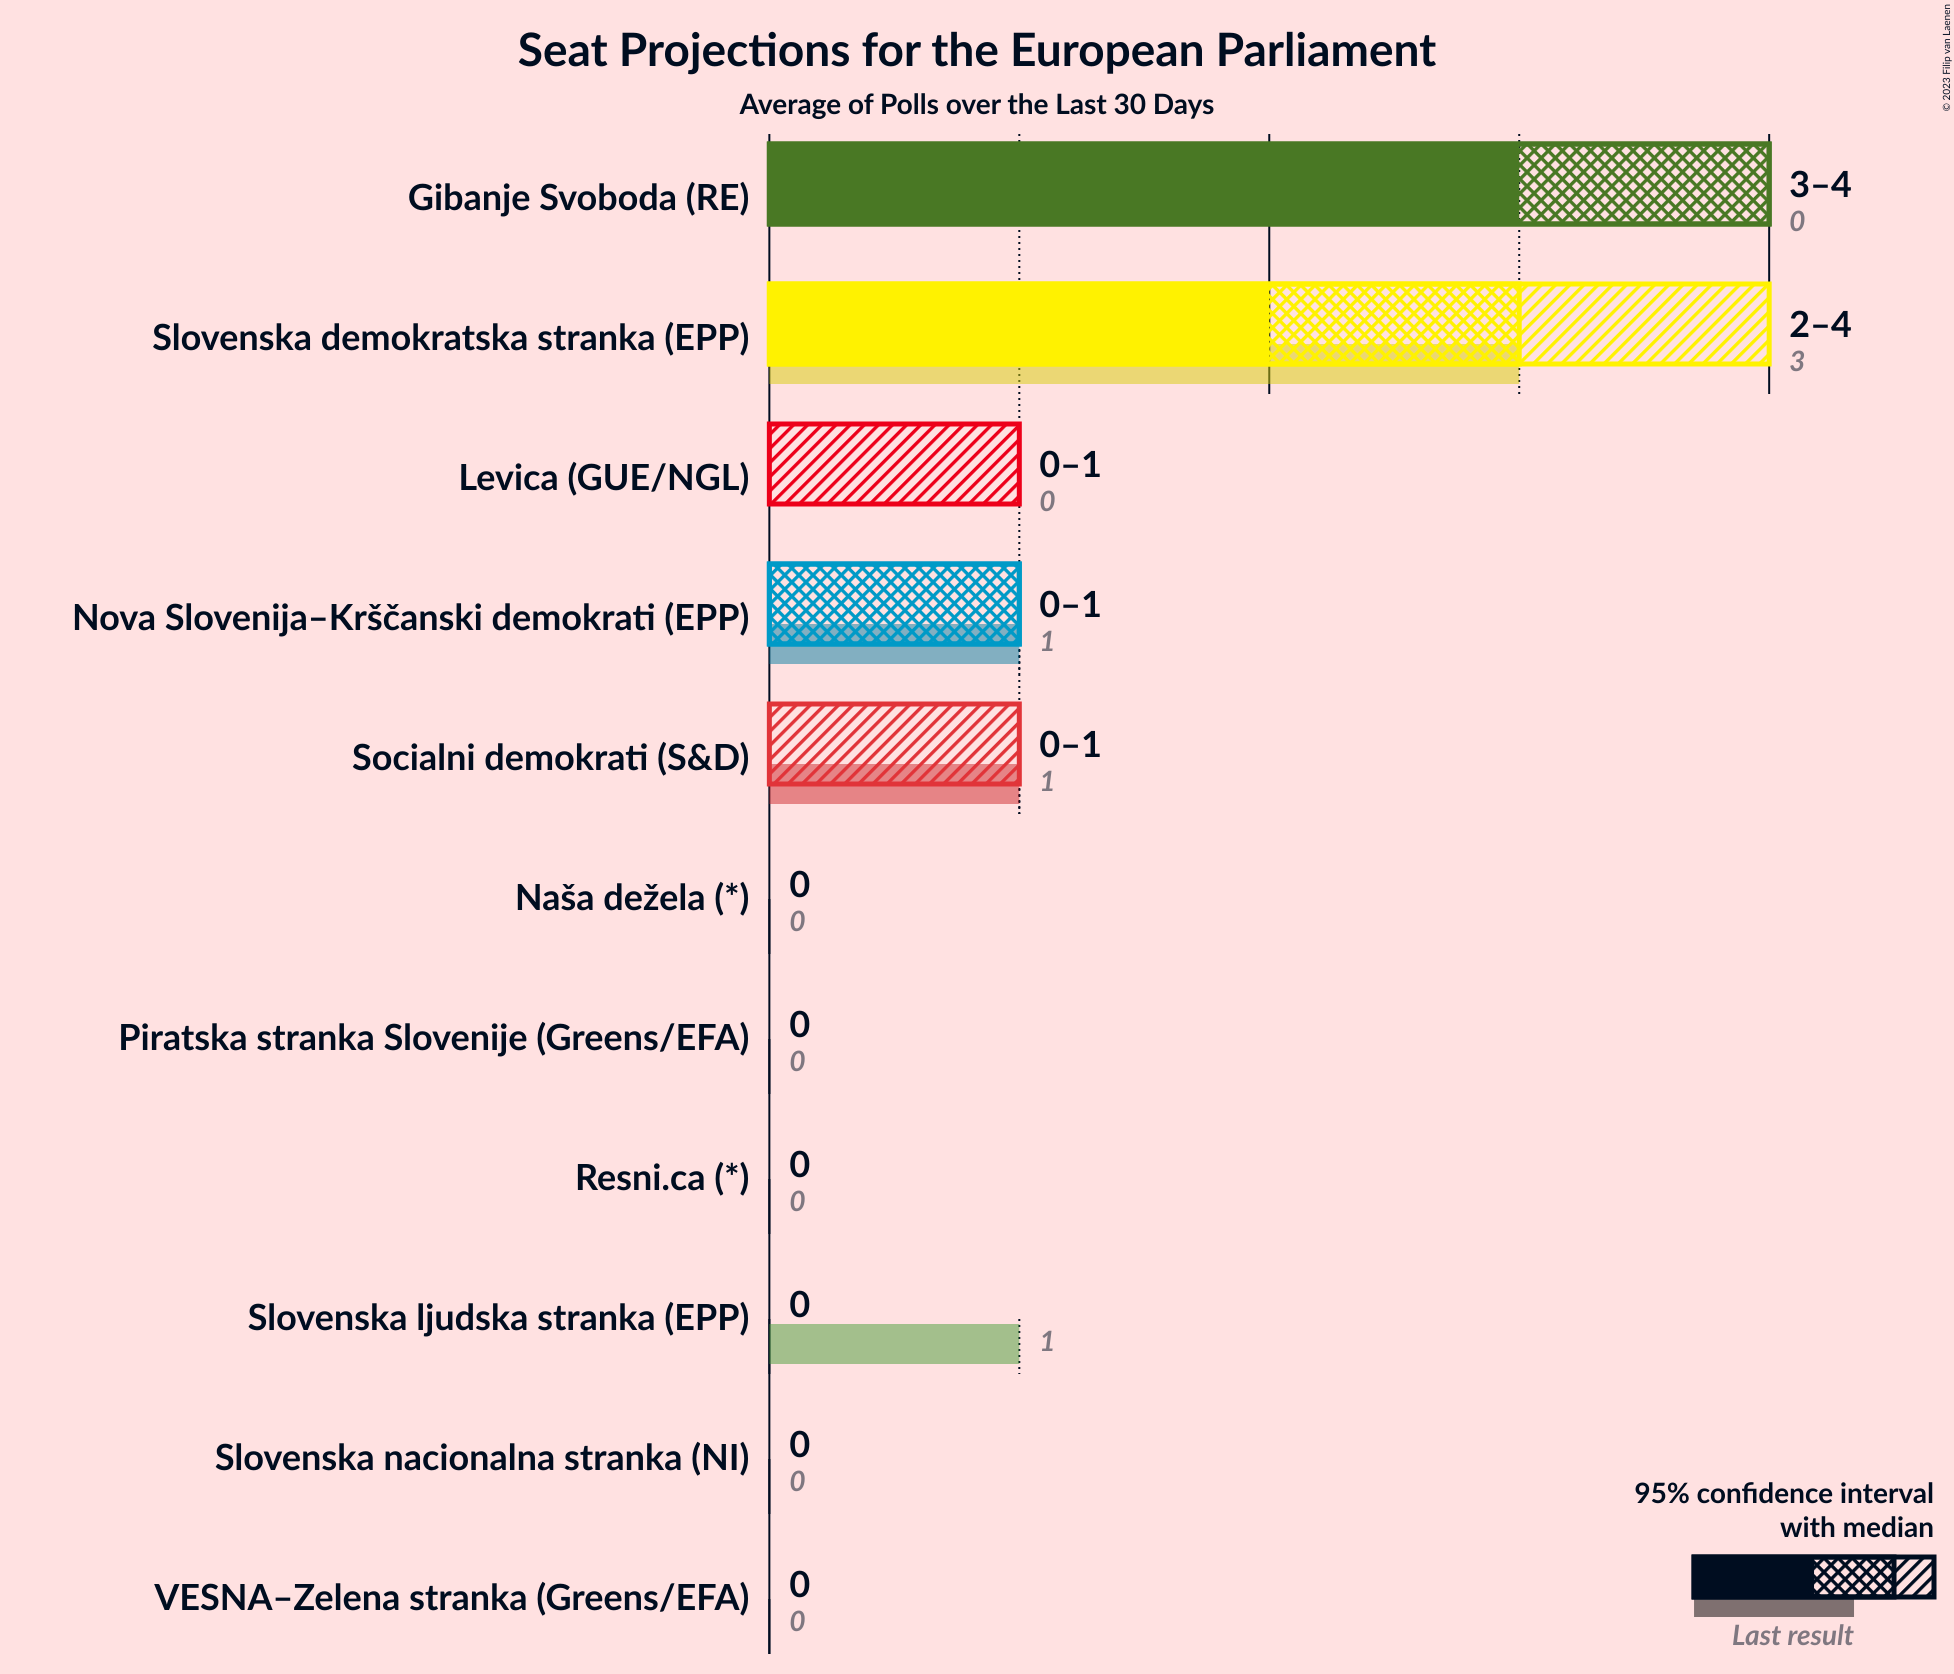 Seat Projections for the European Parliament
Average of Polls over the Last 30 Days
© 2023 Filip van Laenen
Gibanje Svoboda (RE)
3–4
0
Slovenska demokratska stranka (EPP)
2–4
3
Levica (GUE/NGL)
0–1
0
Nova Slovenija–Krščanski demokrati (EPP)
0–1
1
Socialni demokrati (S&D)
0–1
1
Naša dežela (*)
0
0
Piratska stranka Slovenije (Greens/EFA)
0
0
Resni.ca (*)
0
0
Slovenska ljudska stranka (EPP)
0
1
Slovenska nacionalna stranka (NI)
0
0
VESNA–Zelena stranka (Greens/EFA)
0
0
95% confidence interval
with median
Last result